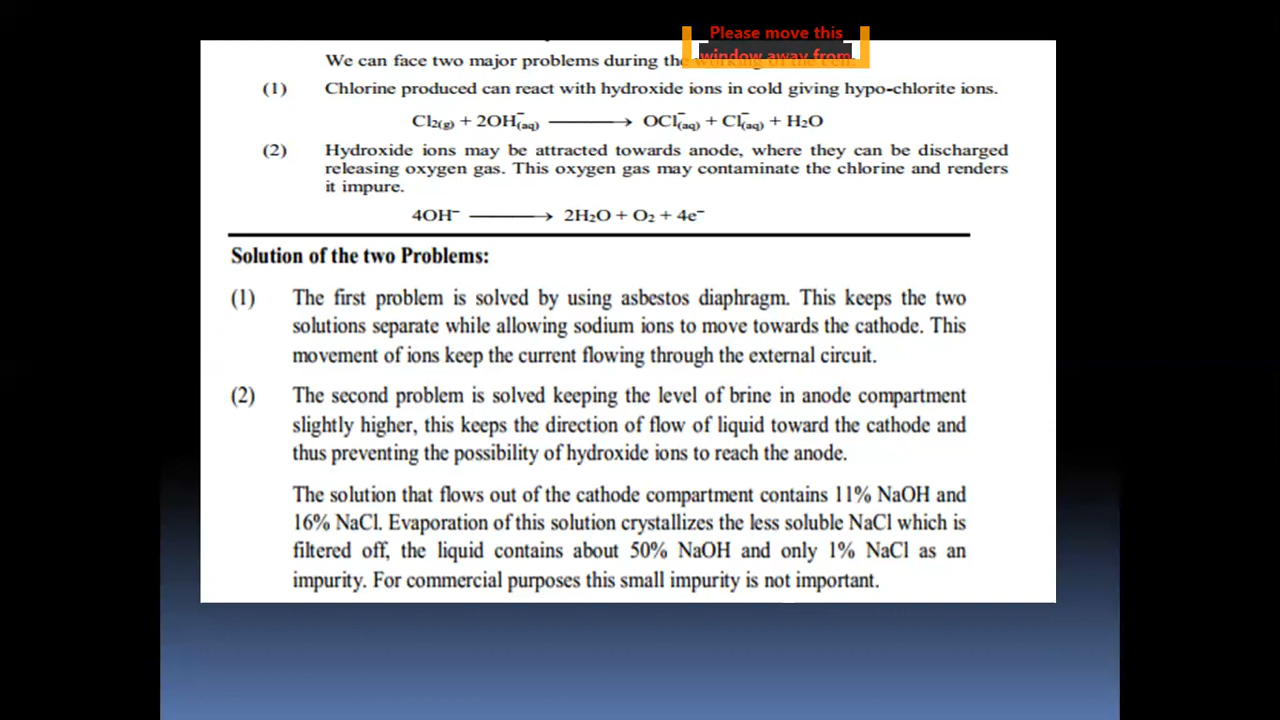 Please move this
window away from
We can face two major problems during the
(1) Chlorine produced can react with hydroxide ions in cold giving hypo-chlorite ions.
Cl₂(g) + 2OH⁻(aq) ⟶ OCl⁻(aq) + Cl⁻(aq) + H₂O
(2) Hydroxide ions may be attracted towards anode, where they can be discharged
releasing oxygen gas. This oxygen gas may contaminate the chlorine and renders
it impure.
4OH⁻ ⟶ 2H₂O + O₂ + 4e⁻
Solution of the two Problems:
(1) The first problem is solved by using asbestos diaphragm. This keeps the two
solutions separate while allowing sodium ions to move towards the cathode. This
movement of ions keep the current flowing through the external circuit.
(2) The second problem is solved keeping the level of brine in anode compartment
slightly higher, this keeps the direction of flow of liquid toward the cathode and
thus preventing the possibility of hydroxide ions to reach the anode.
The solution that flows out of the cathode compartment contains 11% NaOH and
16% NaCl. Evaporation of this solution crystallizes the less soluble NaCl which is
filtered off, the liquid contains about 50% NaOH and only 1% NaCl as an
impurity. For commercial purposes this small impurity is not important.